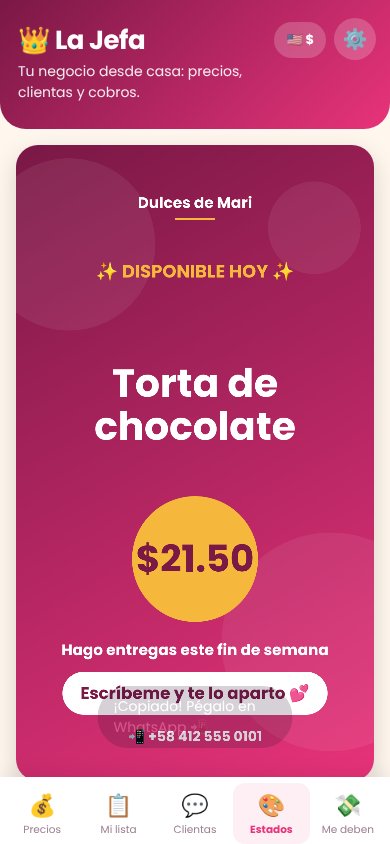 👑 La Jefa
🇺🇸 $
⚙️
Tu negocio desde casa: precios,
clientas y cobros.
Dulces de Mari
✨ DISPONIBLE HOY ✨
Torta de
chocolate
$21.50
Hago entregas este fin de semana
Escríbeme y te lo aparto 💕
¡Copiado! Pégalo en
WhatsApp 📲
📲 +58 412 555 0101
💰 Precios
📋 Mi lista
💬 Clientas
🎨 Estados
💸 Me deben